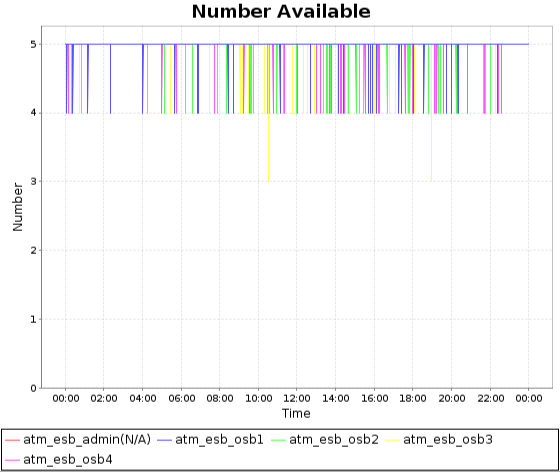 Number Available
5
4
3
2
1
0
Number
00:00 02:00 04:00 06:00 08:00 10:00 12:00 14:00 16:00 18:00 20:00 22:00 00:00
Time
atm_esb_admin(N/A) atm_esb_osb1 atm_esb_osb2 atm_esb_osb3
atm_esb_osb4